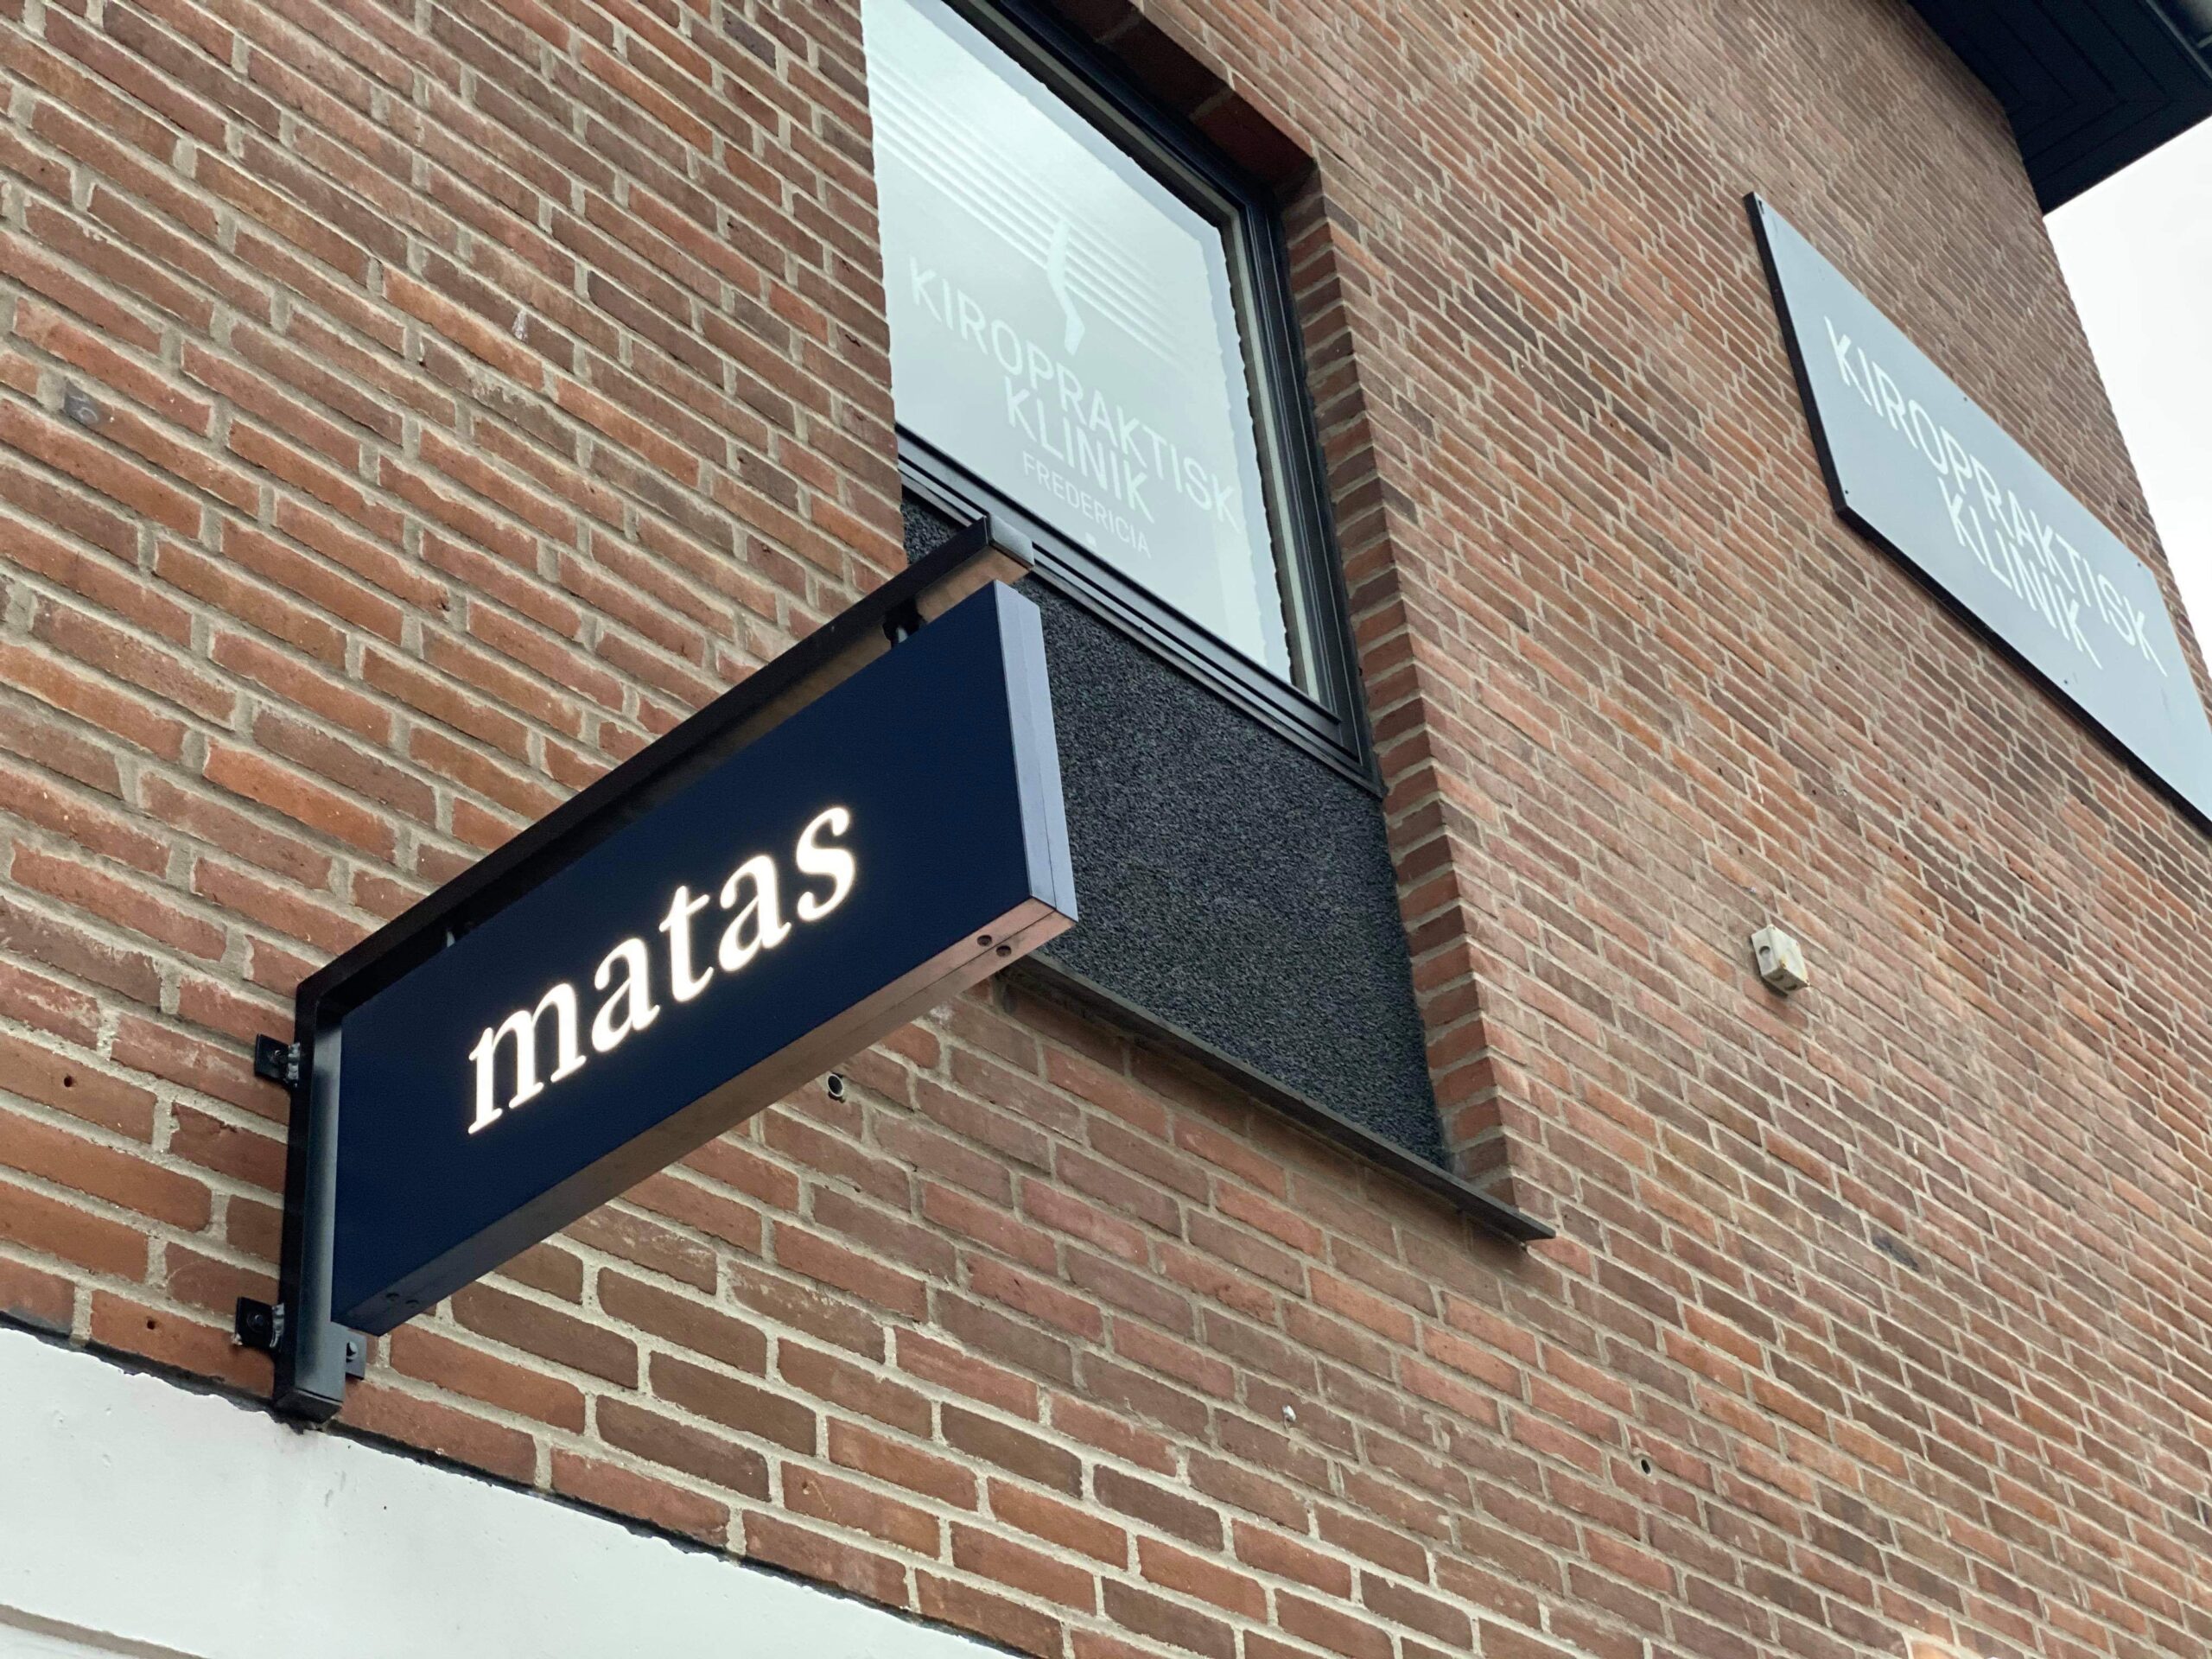 KIROPRAKTISK
KLINIK
FREDERICIA
KIROPRAKTISK
KLINIK
matas